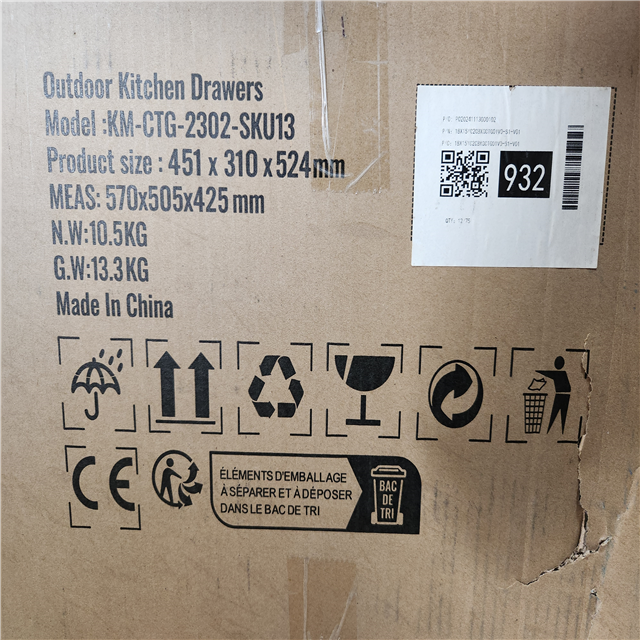 Outdoor Kitchen Drawers
Model :KM-CTG-2302-SKU13
Product size : 451 x 310 x 524mm
MEAS: 570x505x425 mm
N.W:10.5KG
G.W:13.3KG
Made In China
932
CE
ÉLÉMENTS D'EMBALLAGE
À SÉPARER ET À DÉPOSER
DANS LE BAC DE TRI
BAC
DE
TRI